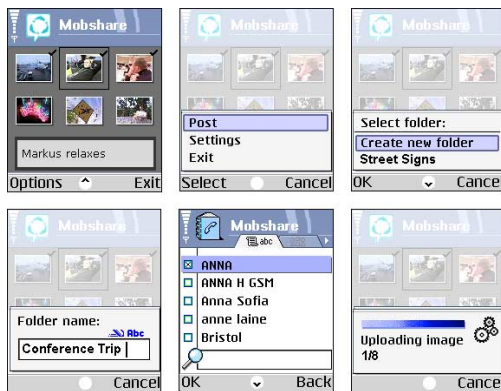 Mobshare
Markus relaxes
Options Exit
Mobshare
Post
Settings
Exit
Select Cancel
Mobshare
Select folder:
Create new folder
Street Signs
OK Cance
Mobshare
Folder name:
Abc
Conference Trip
Cancel
Mobshare
abc
ANNA
ANNA H GSM
Anna Sofia
anne laine
Bristol
OK Back
Mobshare
Uploading image
1/8
Cance